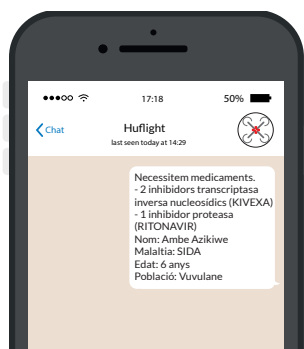 17:18
50%
Chat
Huflight
last seen today at 14:29
Necessitem medicaments.
- 2 inhibidors transcriptasa
inversa nucleosídics (KIVEXA)
- 1 inhibidor proteasa
(RITONAVIR)
Nom: Ambe Azikiwe
Malaltia: SIDA
Edat: 6 anys
Població: Vuvulane